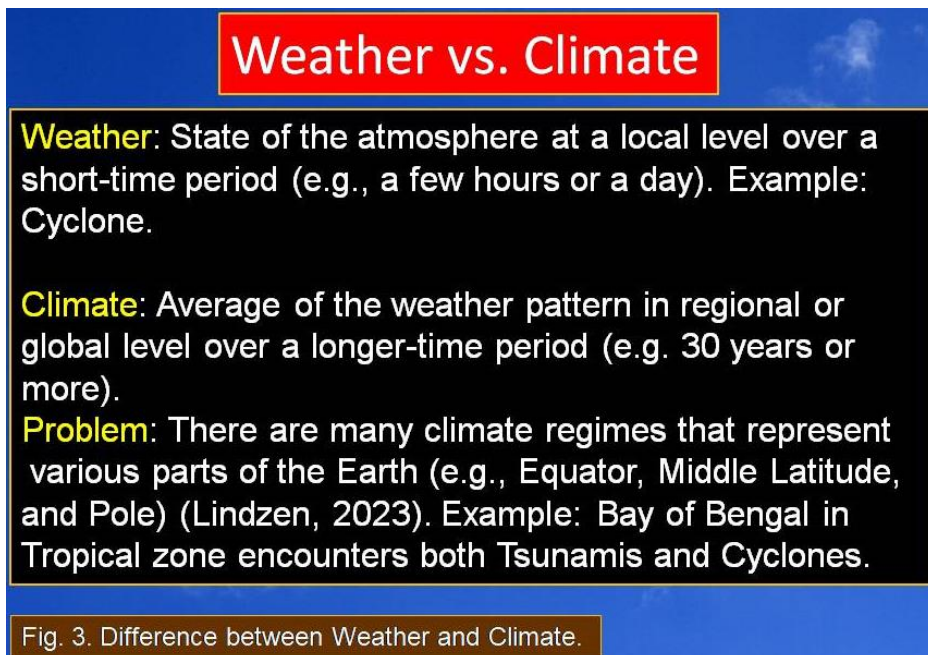 Weather vs. Climate
Weather: State of the atmosphere at a local level over a
short-time period (e.g., a few hours or a day). Example:
Cyclone.
Climate: Average of the weather pattern in regional or
global level over a longer-time period (e.g. 30 years or
more).
Problem: There are many climate regimes that represent
various parts of the Earth (e.g., Equator, Middle Latitude,
and Pole) (Lindzen, 2023). Example: Bay of Bengal in
Tropical zone encounters both Tsunamis and Cyclones.
Fig. 3. Difference between Weather and Climate.